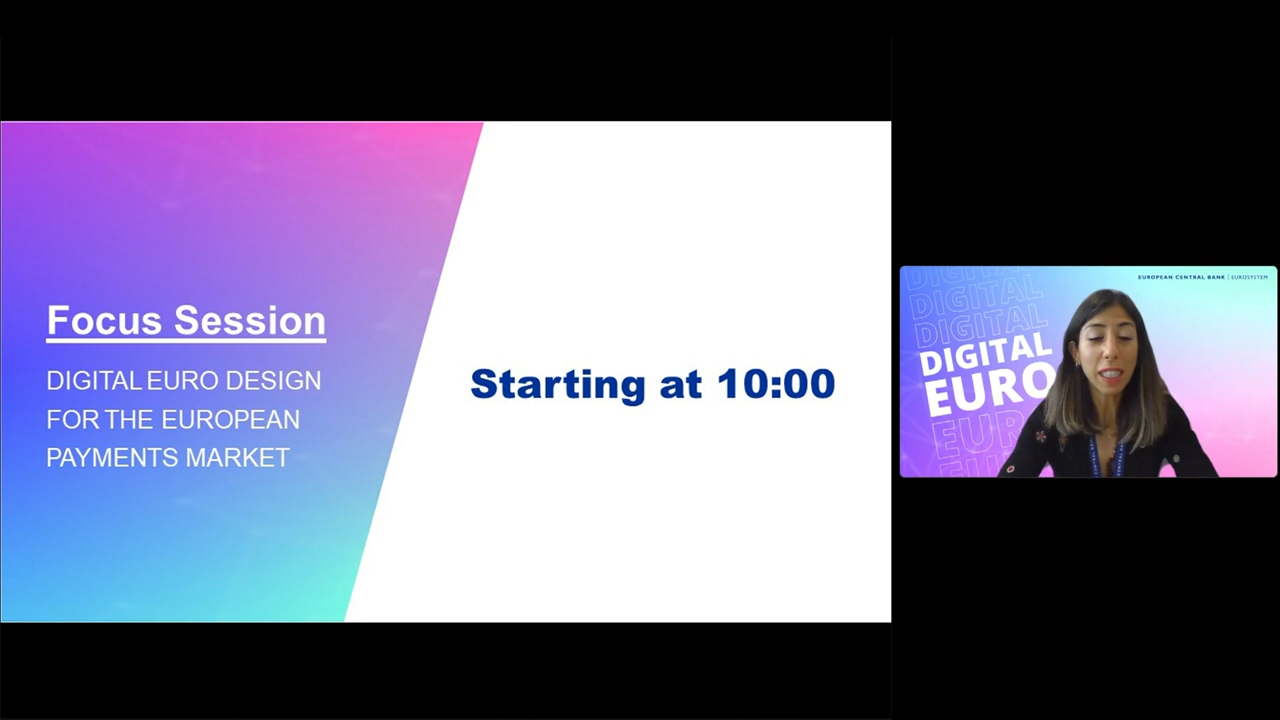 Focus Session
DIGITAL EURO DESIGN
FOR THE EUROPEAN
PAYMENTS MARKET
Starting at 10:00
EUROPEAN CENTRAL BANK | EUROSYSTEM
DIGITAL
DIGITAL
DIGITAL
DIGITAL
EURO